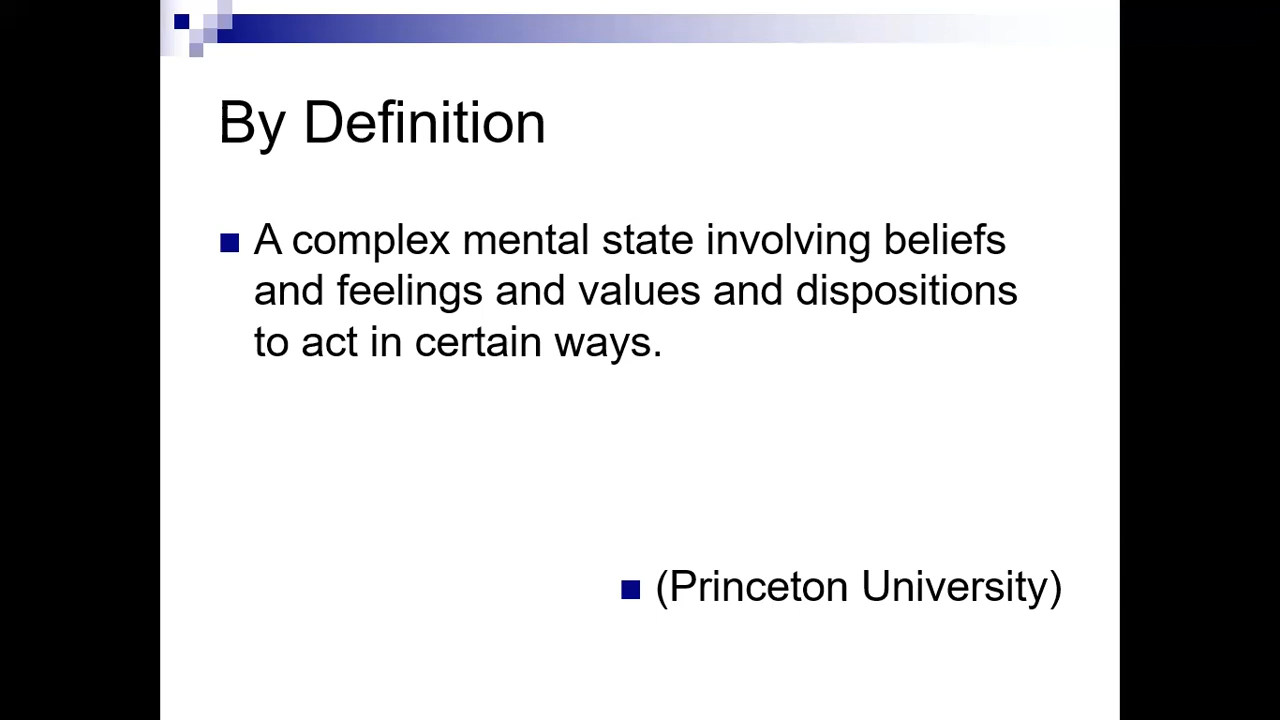 By Definition
A complex mental state involving beliefs
and feelings and values and dispositions
to act in certain ways.
(Princeton University)